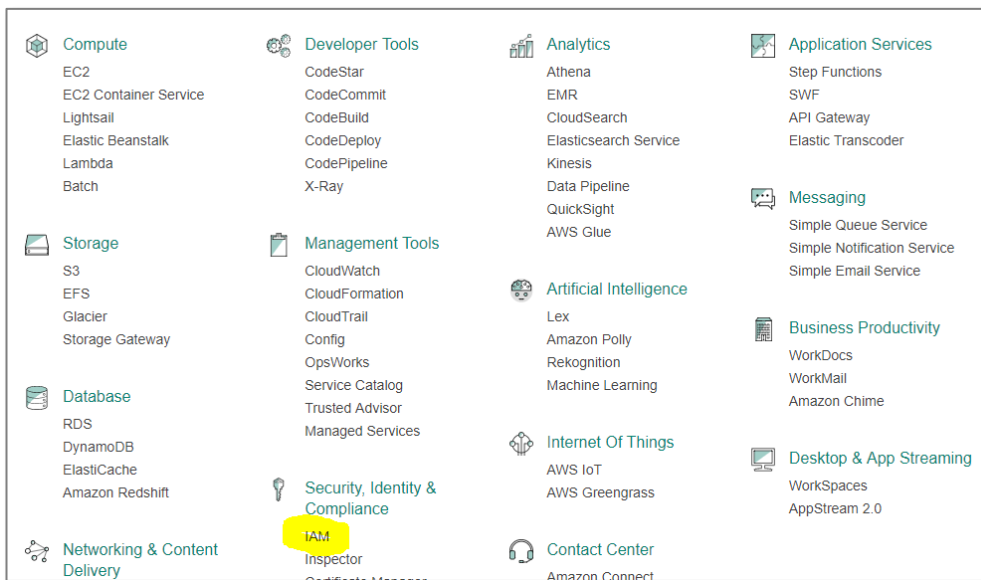 Compute
EC2
EC2 Container Service
Lightsail
Elastic Beanstalk
Lambda
Batch
Storage
S3
EFS
Glacier
Storage Gateway
Database
RDS
DynamoDB
ElastiCache
Amazon Redshift
Networking & Content
Delivery
Developer Tools
CodeStar
CodeCommit
CodeBuild
CodeDeploy
CodePipeline
X-Ray
Management Tools
CloudWatch
CloudFormation
CloudTrail
Config
OpsWorks
Service Catalog
Trusted Advisor
Managed Services
Security, Identity &
Compliance
IAM
Inspector
Certificate Manager
Analytics
Athena
EMR
CloudSearch
Elasticsearch Service
Kinesis
Data Pipeline
QuickSight
AWS Glue
Artificial Intelligence
Lex
Amazon Polly
Rekognition
Machine Learning
Internet Of Things
AWS IoT
AWS Greengrass
Contact Center
Amazon Connect
Application Services
Step Functions
SWF
API Gateway
Elastic Transcoder
Messaging
Simple Queue Service
Simple Notification Service
Simple Email Service
Business Productivity
WorkDocs
WorkMail
Amazon Chime
Desktop & App Streaming
WorkSpaces
AppStream 2.0